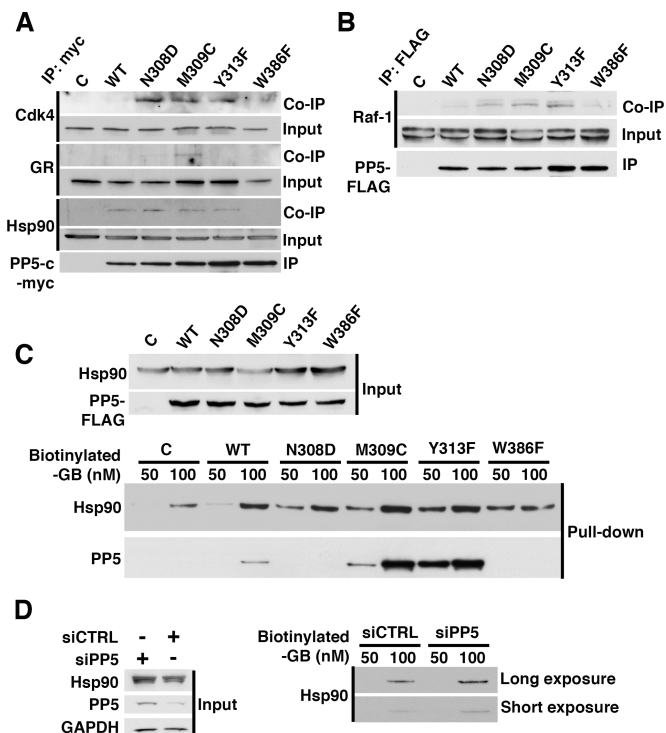 A
IP: myc
C WT N308D M309C Y313F W386F
Cdk4
Co-IP
Input
GR
Co-IP
Input
Hsp90
Co-IP
Input
PP5-c
-myc
IP
B
IP: FLAG
C WT N308D M309C Y313F W386F
Raf-1
Co-IP
Input
PP5-
FLAG
IP
C
C WT N308D M309C Y313F W386F
Hsp90
PP5-
FLAG
Input
Biotinylated
-GB (nM)
C WT N308D M309C Y313F W386F
50 100 50 100 50 100 50 100 50 100 50 100
Hsp90
PP5
Pull-down
D
siCTRL - +
siPP5 + -
Hsp90
PP5
GAPDH
Input
Biotinylated
-GB (nM)
siCTRL siPP5
50 100 50 100
Hsp90
Long exposure
Short exposure